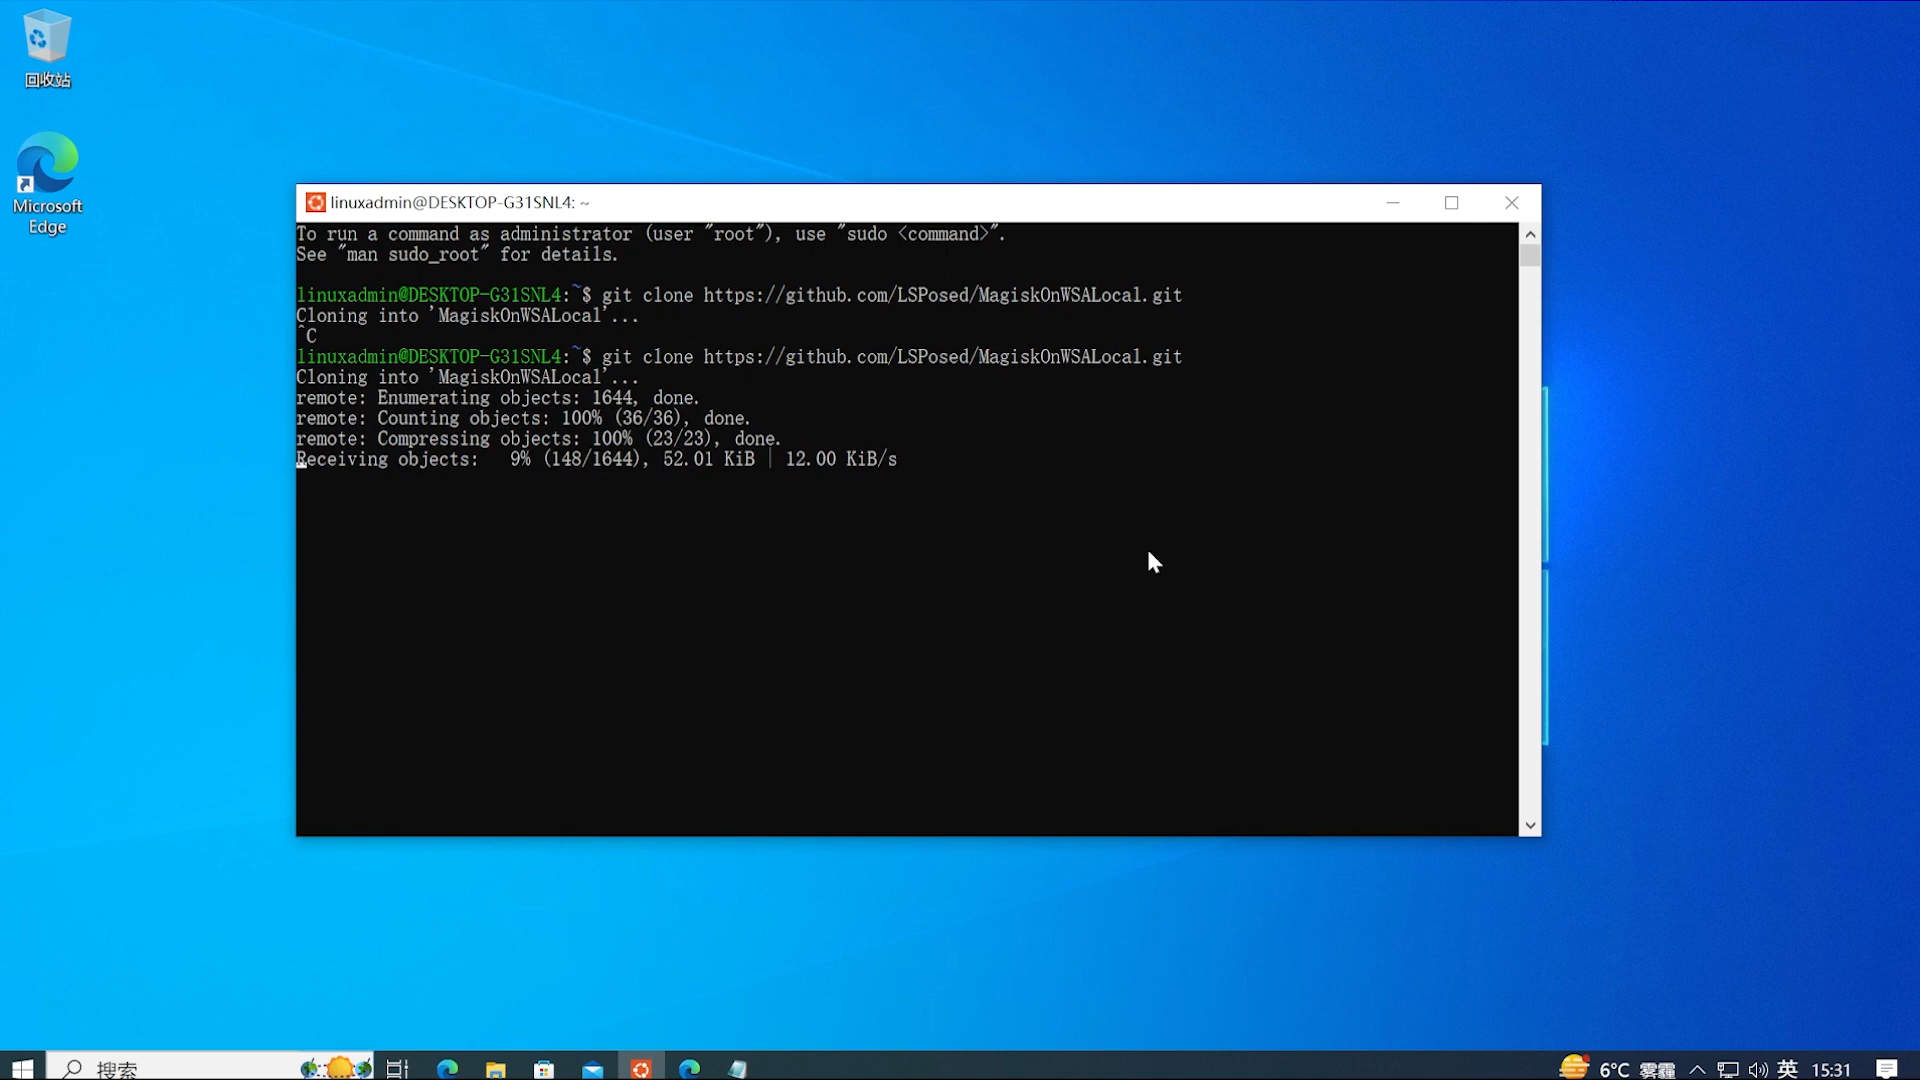 回收站
Microsoft
Edge
linuxadmin@DESKTOP-G31SNL4: ~
To run a command as administrator (user "root"), use "sudo <command>".
See "man sudo_root" for details.
linuxadmin@DESKTOP-G31SNL4:~$ git clone https://github.com/LSPosed/MagiskOnWSALocal.git
Cloning into 'MagiskOnWSALocal'...
^C
linuxadmin@DESKTOP-G31SNL4:~$ git clone https://github.com/LSPosed/MagiskOnWSALocal.git
Cloning into 'MagiskOnWSALocal'...
remote: Enumerating objects: 1644, done.
remote: Counting objects: 100% (36/36), done.
remote: Compressing objects: 100% (23/23), done.
Receiving objects:   9% (148/1644), 52.01 KiB | 12.00 KiB/s
搜索
6°C 雾霾
英
15:31